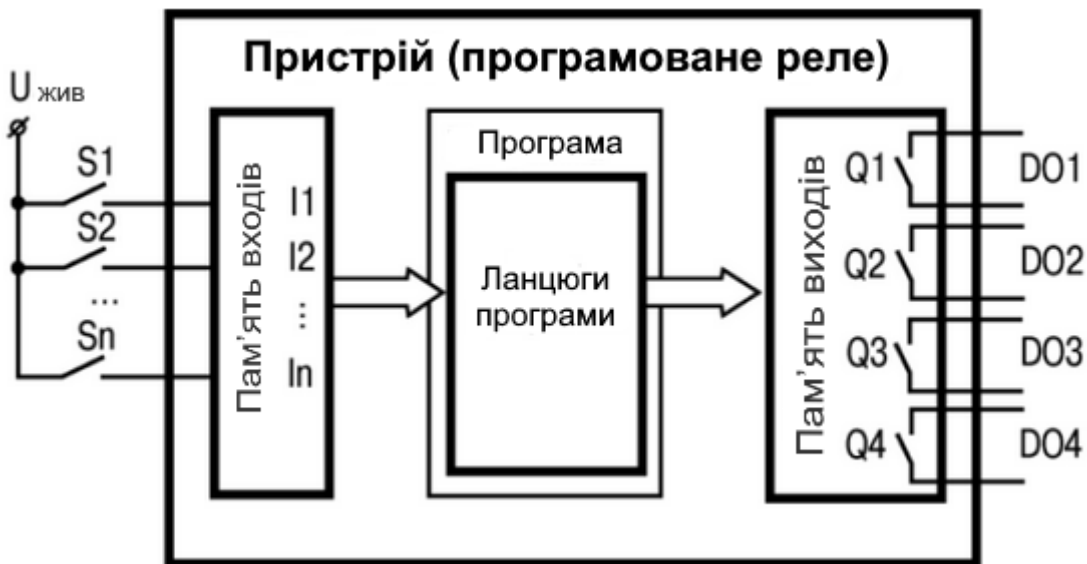 Пристрій (програмоване реле)
U жив
S1
S2
...
Sn
Пам'ять входів
I1
I2
...
In
Програма
Ланцюги
програми
Пам'ять виходів
Q1
Q2
Q3
Q4
DO1
DO2
DO3
DO4